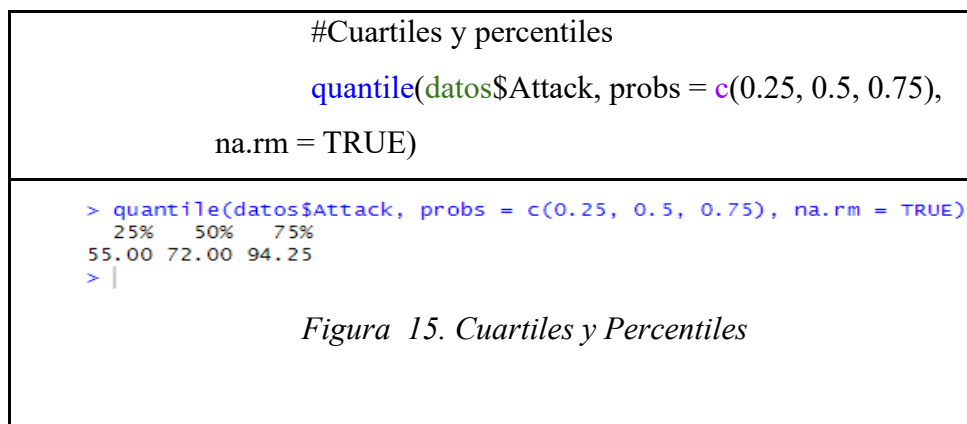 #Cuartiles y percentiles
quantile(datos$Attack, probs = c(0.25, 0.5, 0.75),
na.rm = TRUE)
> quantile(datos$Attack, probs = c(0.25, 0.5, 0.75), na.rm = TRUE)
25% 50% 75%
55.00 72.00 94.25
>
Figura 15. Cuartiles y Percentiles